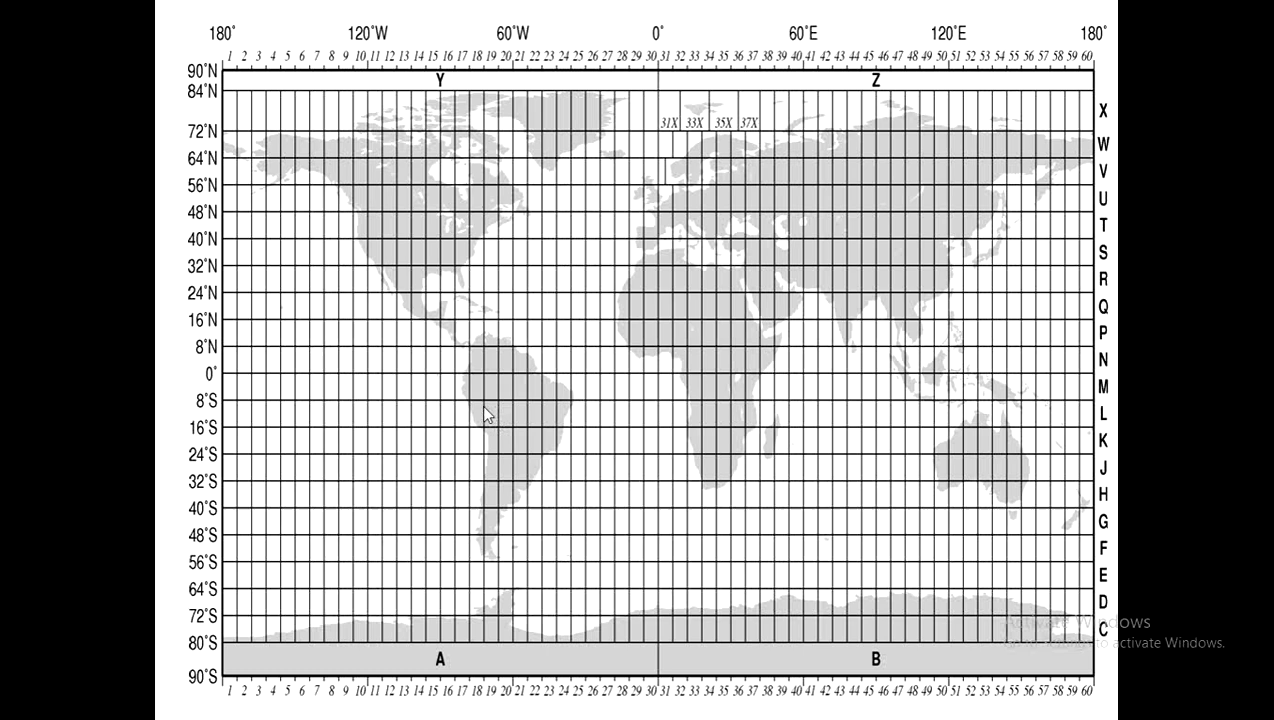 180° 120°W 60°W 0° 60°E 120°E 180°
1 2 3 4 5 6 7 8 9 10 11 12 13 14 15 16 17 18 19 20 21 22 23 24 25 26 27 28 29 30 31 32 33 34 35 36 37 38 39 40 41 42 43 44 45 46 47 48 49 50 51 52 53 54 55 56 57 58 59 60
90°N
Y Z
84°N
X
31X 33X 35X 37X
72°N
W
64°N
V
56°N
U
48°N
T
40°N
S
32°N
R
24°N
Q
16°N
P
8°N
N
0°
M
8°S
L
16°S
K
24°S
J
32°S
H
40°S
G
48°S
F
56°S
E
64°S
D
72°S
Activate Windows
C
80°S
to activate Windows.
A B
90°S
1 2 3 4 5 6 7 8 9 10 11 12 13 14 15 16 17 18 19 20 21 22 23 24 25 26 27 28 29 30 31 32 33 34 35 36 37 38 39 40 41 42 43 44 45 46 47 48 49 50 51 52 53 54 55 56 57 58 59 60